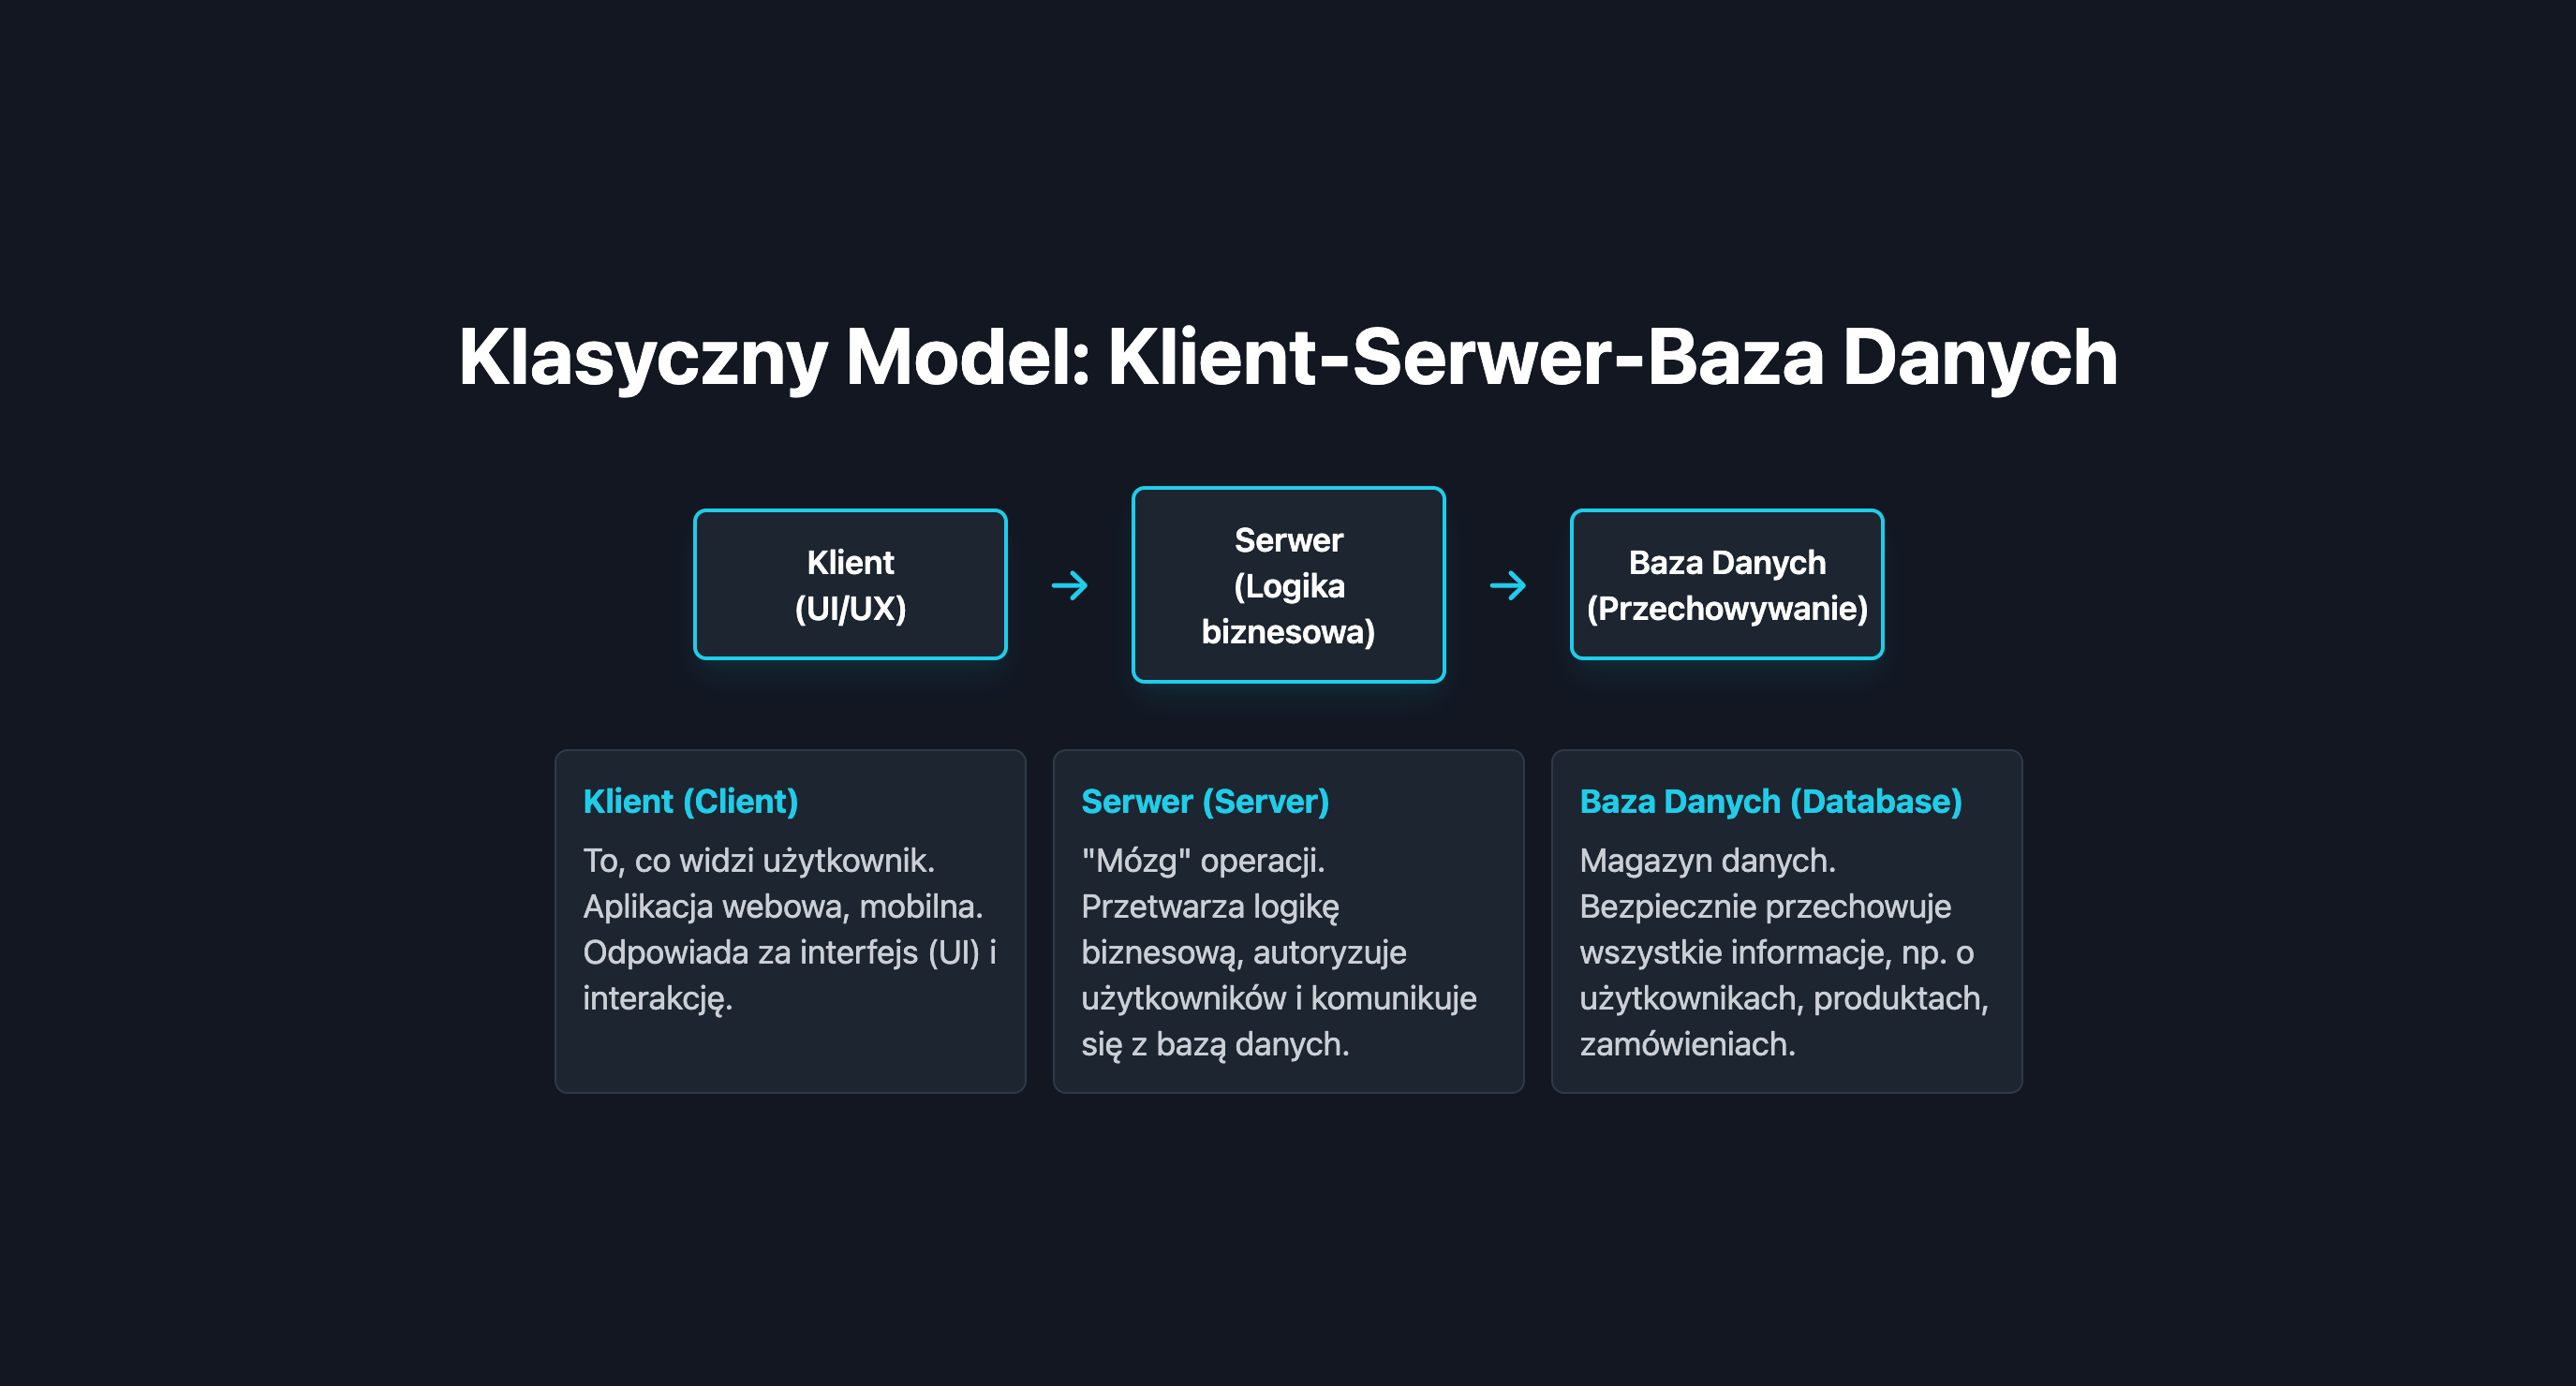 Klasyczny Model: Klient-Serwer-Baza Danych
Klient
(UI/UX)
Serwer
(Logika
biznesowa)
Baza Danych
(Przechowywanie)
Klient (Client)
To, co widzi użytkownik.
Aplikacja webowa, mobilna.
Odpowiada za interfejs (UI) i
interakcję.
Serwer (Server)
"Mózg" operacji.
Przetwarza logikę
biznesową, autoryzuje
użytkowników i komunikuje
się z bazą danych.
Baza Danych (Database)
Magazyn danych.
Bezpiecznie przechowuje
wszystkie informacje, np. o
użytkownikach, produktach,
zamówieniach.